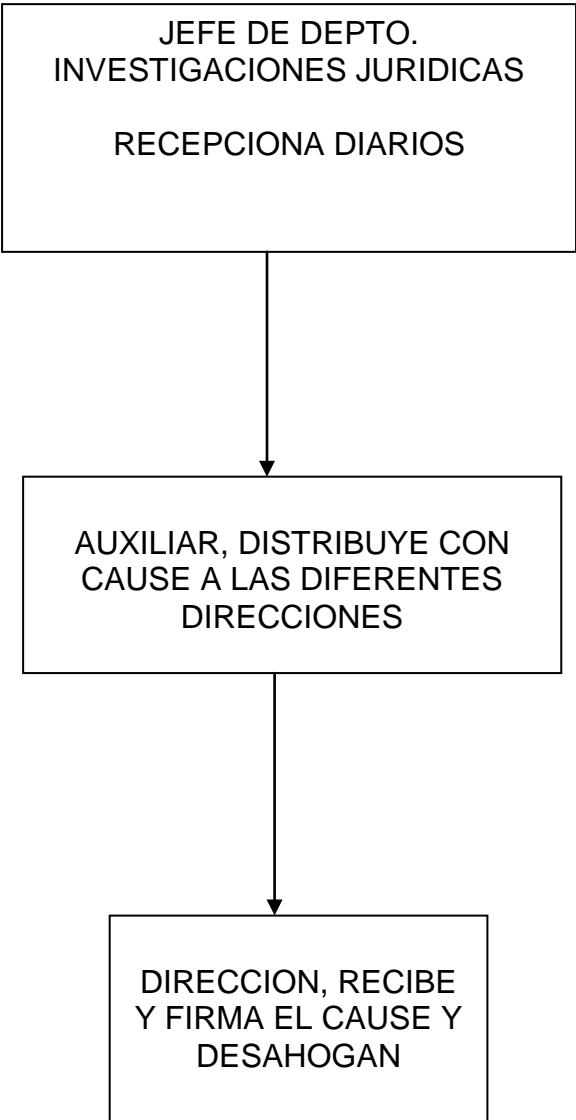 JEFE DE DEPTO.
INVESTIGACIONES JURIDICAS
RECEPCIONA DIARIOS
AUXILIAR, DISTRIBUYE CON
CAUSE A LAS DIFERENTES
DIRECCIONES
DIRECCION, RECIBE
Y FIRMA EL CAUSE Y
DESAHOGAN